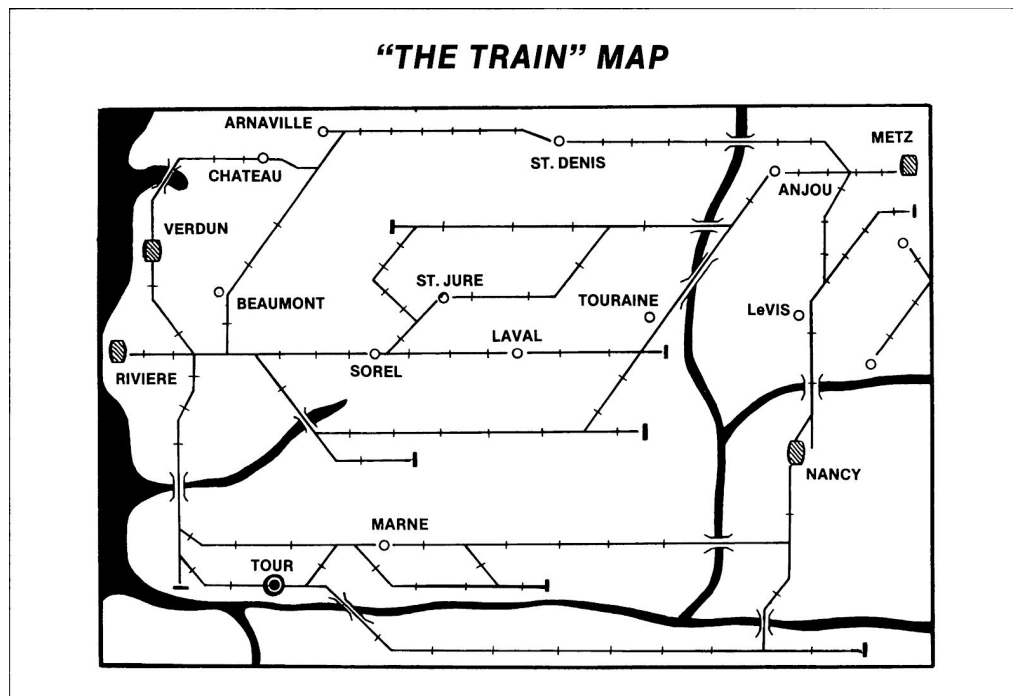 “THE TRAIN” MAP
ARNAVILLE
METZ
ST. DENIS
CHATEAU
ANJOU
VERDUN
ST. JURE
BEAUMONT
TOURAINE
LeVIS
LAVAL
SOREL
RIVIERE
NANCY
MARNE
TOUR